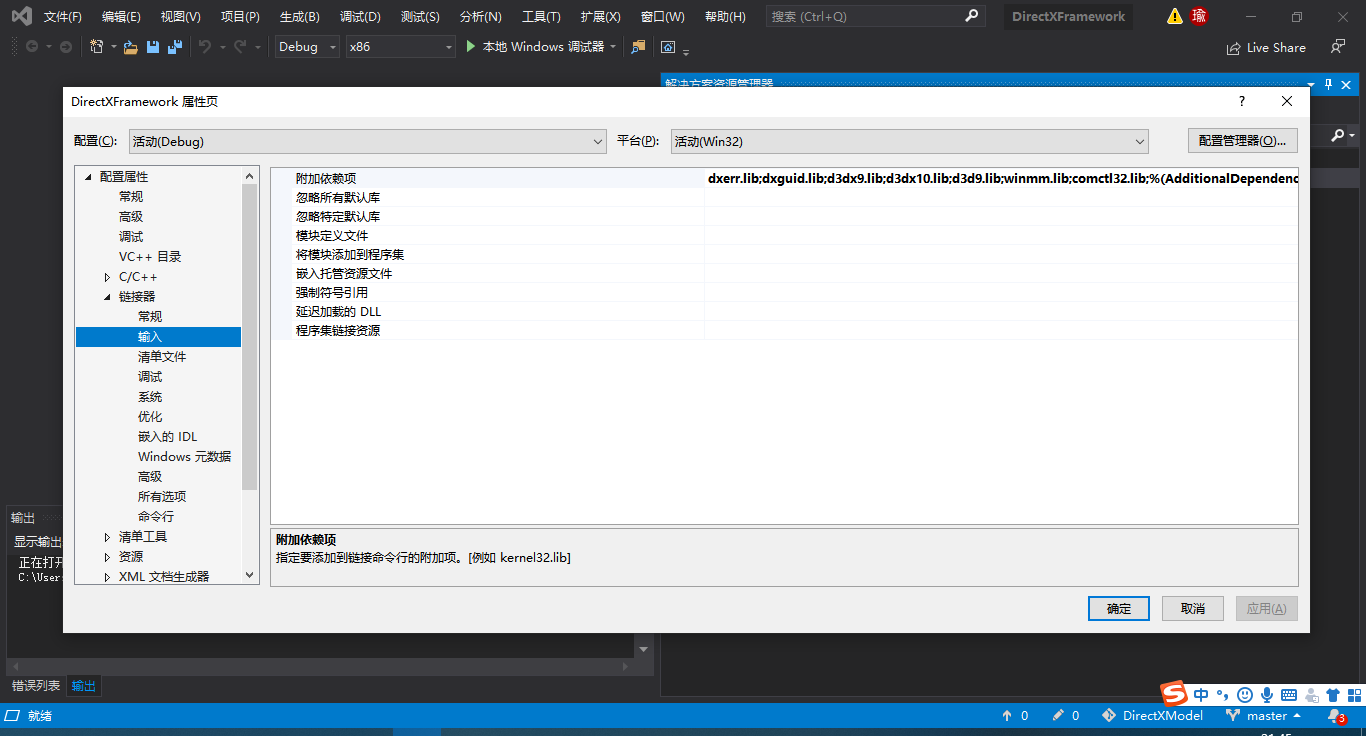 文件(F) 编辑(E) 视图(V) 项目(P) 生成(B) 调试(D) 测试(S) 分析(N) 工具(T) 扩展(X) 窗口(W) 帮助(H) 搜索 (Ctrl+Q) DirectXFramework 瑜
Debug x86 本地 Windows 调试器 Live Share
解决方案资源管理器
DirectXFramework 属性页 ?
配置(C): 活动(Debug) 平台(P): 活动(Win32) 配置管理器(O)...
配置属性
常规
高级
调试
VC++ 目录
C/C++
链接器
常规
输入
清单文件
调试
系统
优化
嵌入的 IDL
Windows 元数据
高级
所有选项
命令行
清单工具
资源
XML 文档生成器
附加依赖项 dxerr.lib;dxguid.lib;d3dx9.lib;d3dx10.lib;d3d9.lib;winmm.lib;comctl32.lib;%(AdditionalDependenc
忽略所有默认库
忽略特定默认库
模块定义文件
将模块添加到程序集
嵌入托管资源文件
强制符号引用
延迟加载的 DLL
程序集链接资源
附加依赖项
指定要添加到链接命令行的附加项。[例如 kernel32.lib]
确定 取消 应用(A)
输出
显示输出
正在打开
C:\User
错误列表 输出
中
就绪 0 0 DirectXModel master 3